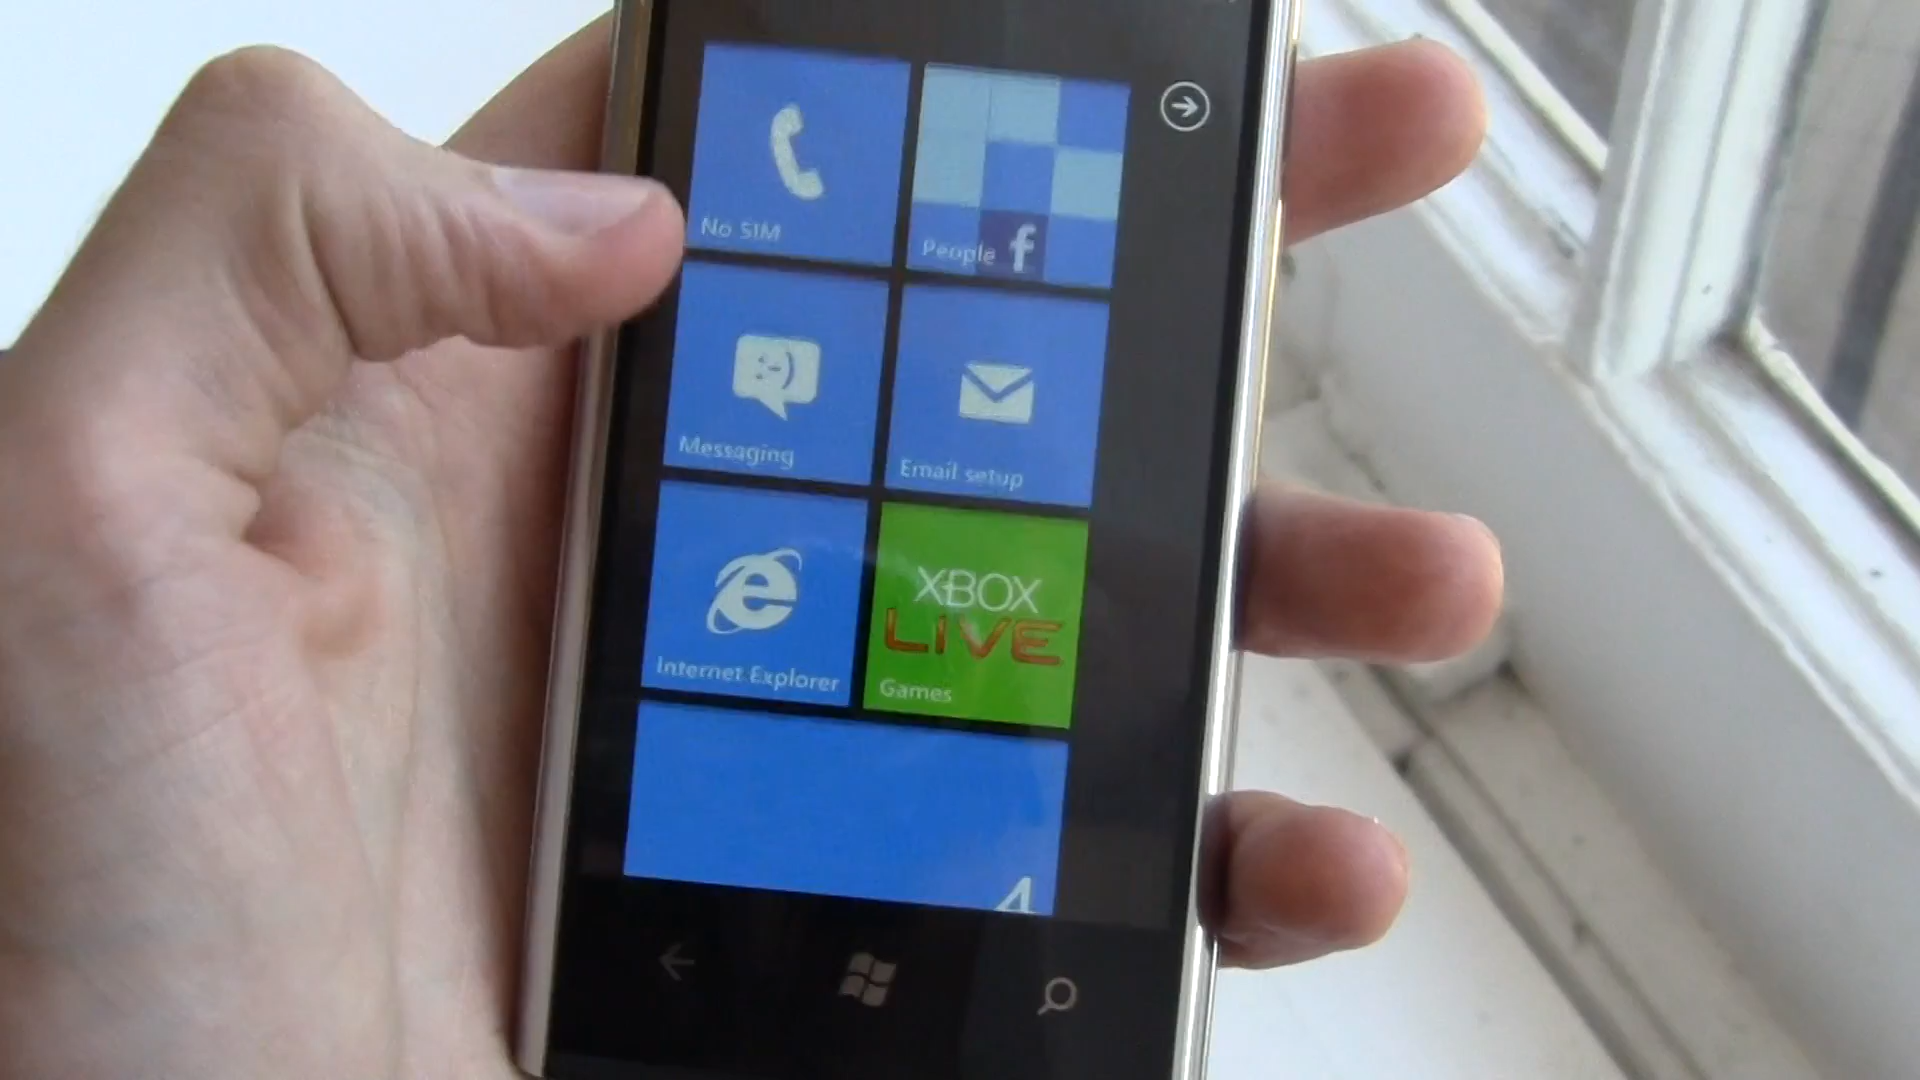 No SIM
People f
:-)
Messaging
Email setup
Internet Explorer
XBOX
LIVE
Games
4